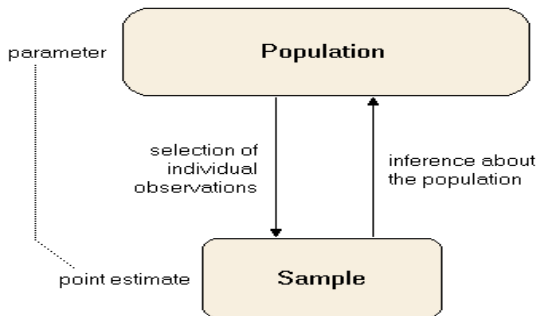 Population
parameter
selection of
individual
observations
inference about
the population
point estimate
Sample